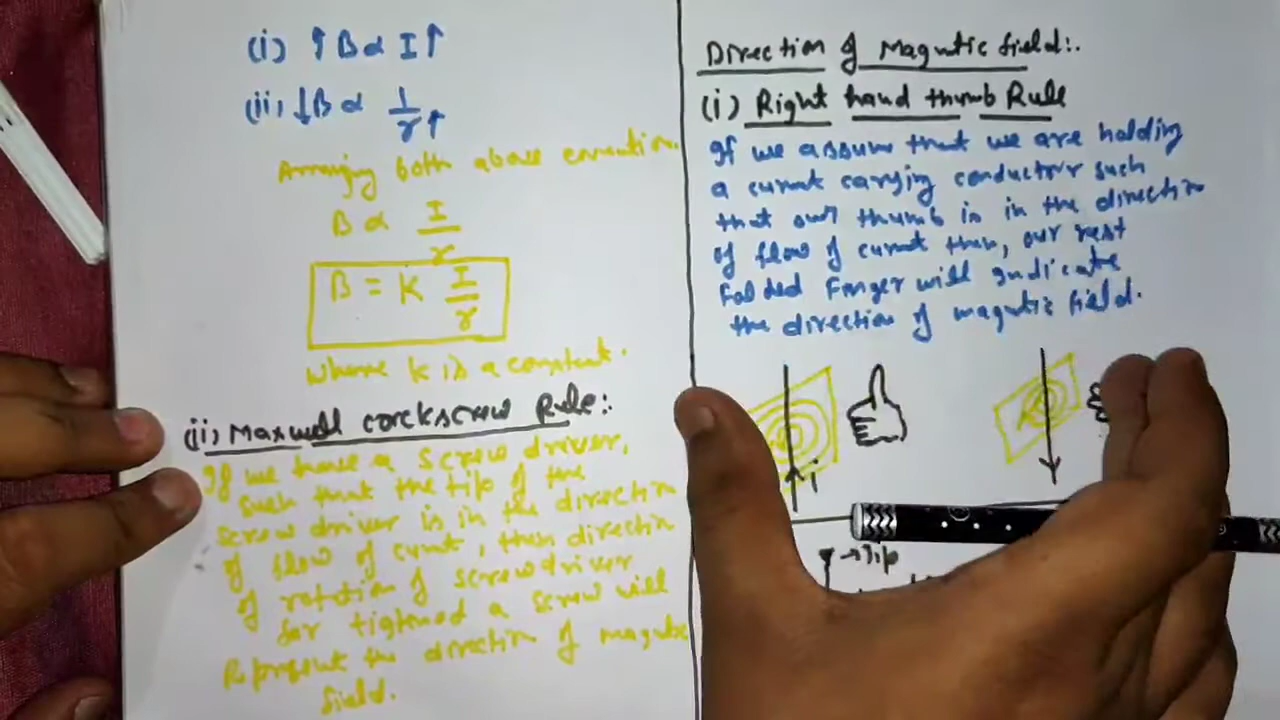 (i) ↑ B ∝ I ↑
(ii) ↓B ∝ 1/r ↑
Arranging both above
B ∝ I/r
B = K I/r
where K is a constant.
(ii) Maxwell corckscrew Rule:
If we have a screw driver,
such that the tip of the
screw driver is in the direction
of flow of current, then direction
of rotation of screwdriver
for tightened a screw will
Represent the direction of magnetic
field.
Direction of Magnetic field:.
(i) Right hand thumb Rule
If we assume that we are holding
a current carrying conductor such
that our thumb is in the direction
of flow of current then, our rest
Folded Finger will indicate
the direction of magnetic field.
i
→ Tip